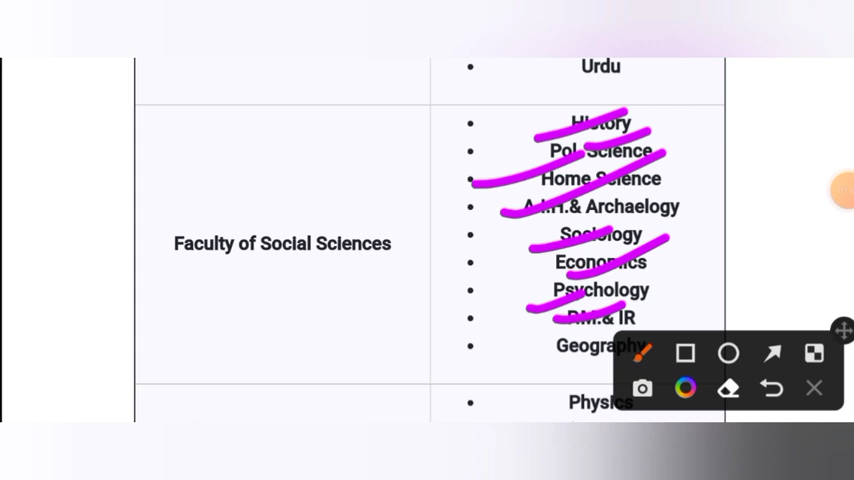 Urdu
History
Pol. Science
Home Science
A.I.H.& Archaelogy
Sociology
Faculty of Social Sciences
Economics
Psychology
P.M.& IR
Geography
Physics